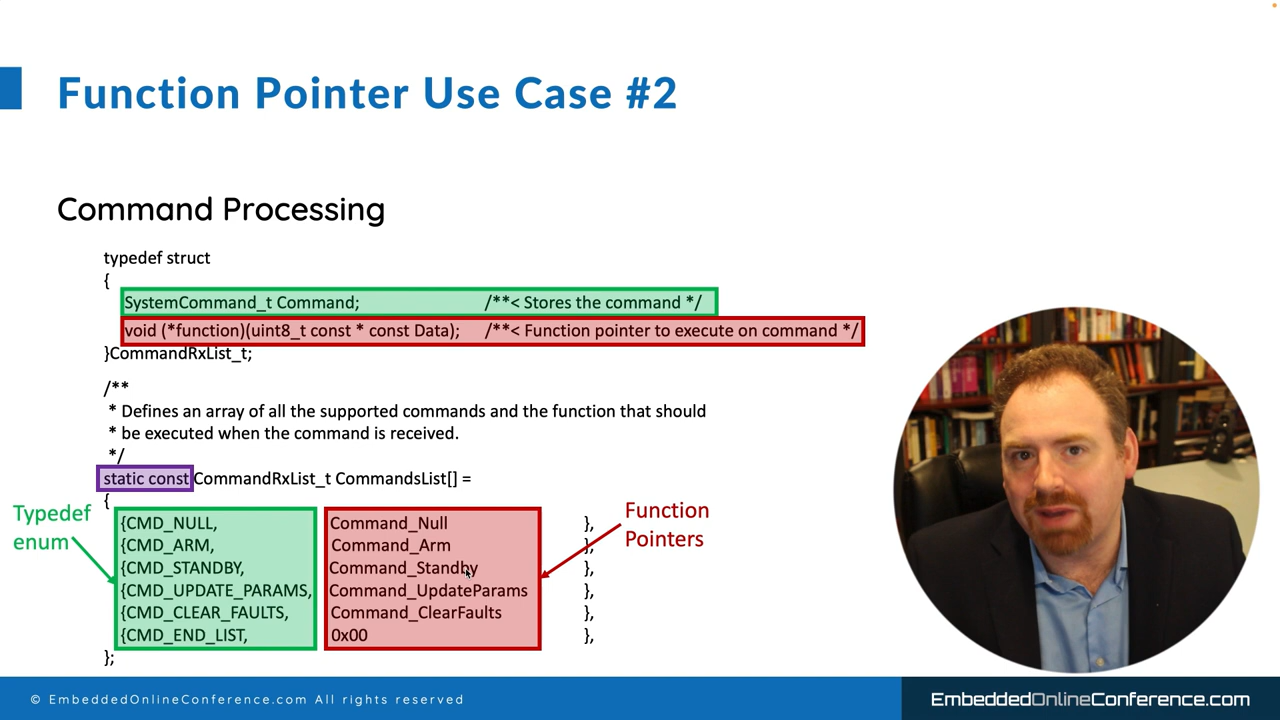 Function Pointer Use Case #2
Command Processing
typedef struct
{
SystemCommand_t Command; /**< Stores the command */
void (*function)(uint8_t const * const Data); /**< Function pointer to execute on command */
}CommandRxList_t;
/**
* Defines an array of all the supported commands and the function that should
* be executed when the command is received.
*/
static const CommandRxList_t CommandsList[] =
{
Typedef
enum
{CMD_NULL, Command_Null },
{CMD_ARM, Command_Arm },
{CMD_STANDBY, Command_Standby },
{CMD_UPDATE_PARAMS, Command_UpdateParams },
{CMD_CLEAR_FAULTS, Command_ClearFaults },
{CMD_END_LIST, 0x00 },
};
Function
Pointers
© EmbeddedOnlineConference.com All rights reserved
EmbeddedOnlineConference.com